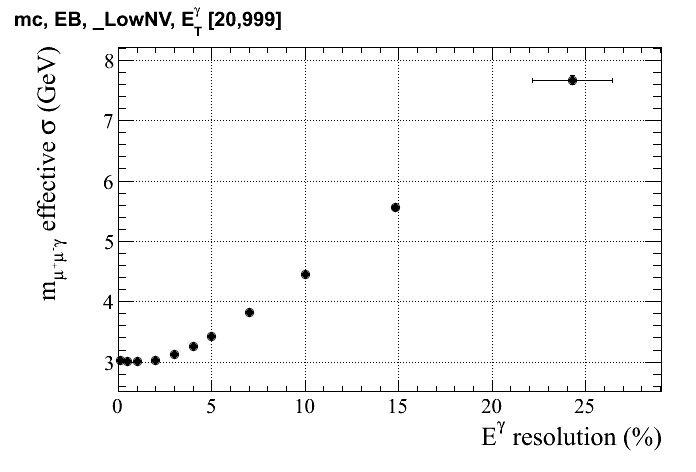 mc, EB, _LowNV, E_T^γ [20,999]
m_μ⁺μ⁻γ effective σ (GeV)
8
7
6
5
4
3
0 5 10 15 20 25
E^γ resolution (%)